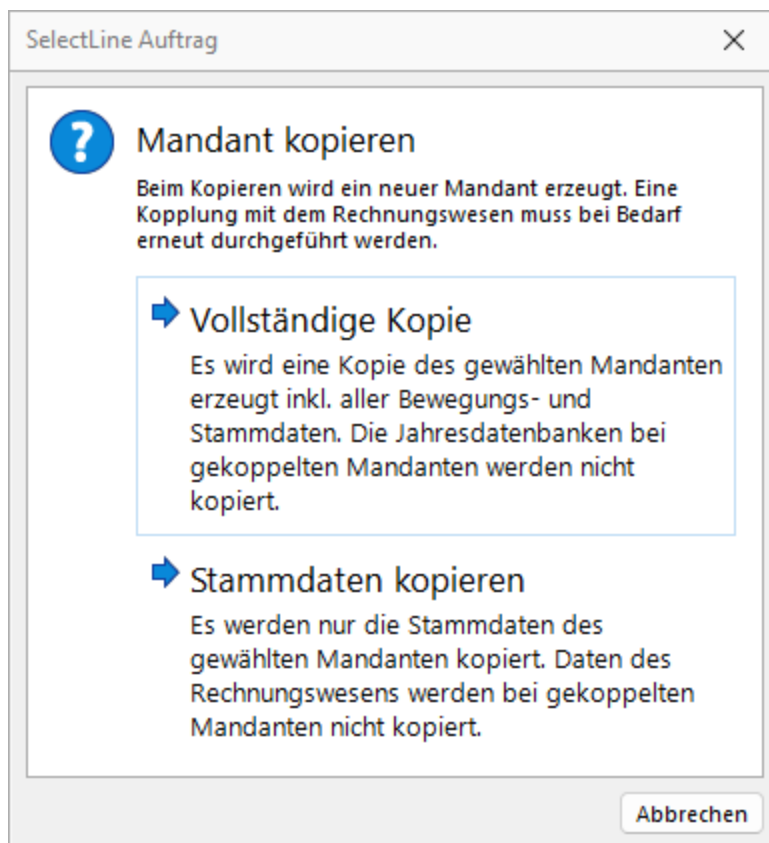 SelectLine Auftrag
Mandant kopieren
Beim Kopieren wird ein neuer Mandant erzeugt. Eine
Kopplung mit dem Rechnungswesen muss bei Bedarf
erneut durchgeführt werden.
Vollständige Kopie
Es wird eine Kopie des gewählten Mandanten
erzeugt inkl. aller Bewegungs- und
Stammdaten. Die Jahresdatenbanken bei
gekoppelten Mandanten werden nicht
kopiert.
Stammdaten kopieren
Es werden nur die Stammdaten des
gewählten Mandanten kopiert. Daten des
Rechnungswesens werden bei gekoppelten
Mandanten nicht kopiert.
Abbrechen